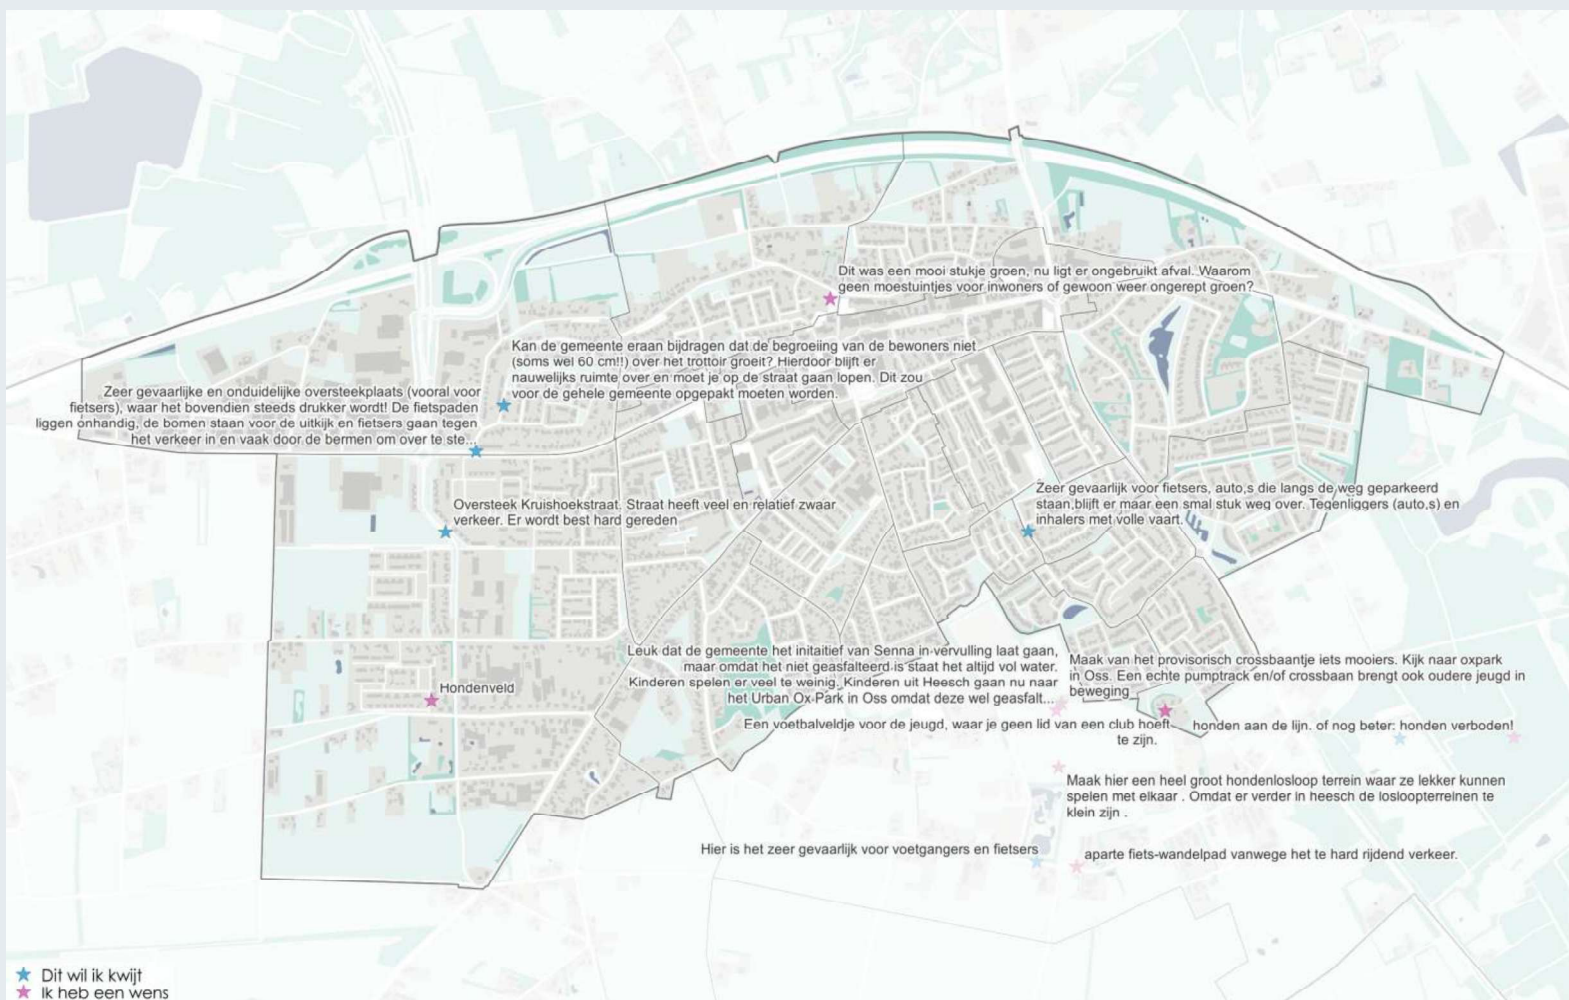 Dit was een mooi stukje groen, nu ligt er ongebruikt afval. Waarom
geen moestuintjes voor inwoners of gewoon weer ongerept groen?
Kan de gemeente eraan bijdragen dat de begroeiing van de bewoners niet
(soms wel 60 cm!!) over het trottoir groeit? Hierdoor blijft er
nauwelijks ruimte over en moet je op de straat gaan lopen. Dit zou
voor de gehele gemeente opgepakt moeten worden.
Zeer gevaarlijke en onduidelijke oversteekplaats (vooral voor
fietsers), waar het bovendien steeds drukker wordt! De fietspaden
liggen onhandig, de bomen staan voor de uitkijk en fietsers gaan tegen
het verkeer in en vaak door de bermen om over te ste...
Oversteek Kruishoekstraat. Straat heeft veel en relatief zwaar
verkeer. Er wordt best hard gereden
Zeer gevaarlijk voor fietsers, auto,s die langs de weg geparkeerd
staan,blijft er maar een smal stuk weg over. Tegenliggers (auto,s) en
inhalers met volle vaart.
Leuk dat de gemeente het initaitief van Senna in vervulling laat gaan,
maar omdat het niet geasfalteerd is staat het altijd vol water.
Kinderen spelen er veel te weinig. Kinderen uit Heesch gaan nu naar
het Urban Ox Park in Oss omdat deze wel geasfalt...
Maak van het provisorisch crossbaantje iets mooiers. Kijk naar oxpark
in Oss. Een echte pumptrack en/of crossbaan brengt ook oudere jeugd in
beweging
Hondenveld
Een voetbalveldje voor de jeugd, waar je geen lid van een club hoeft
te zijn.
honden aan de lijn. of nog beter: honden verboden!
Maak hier een heel groot hondenlosloop terrein waar ze lekker kunnen
spelen met elkaar . Omdat er verder in heesch de losloopterreinen te
klein zijn .
Hier is het zeer gevaarlijk voor voetgangers en fietsers
aparte fiets-wandelpad vanwege het te hard rijdend verkeer.
Dit wil ik kwijt
Ik heb een wens